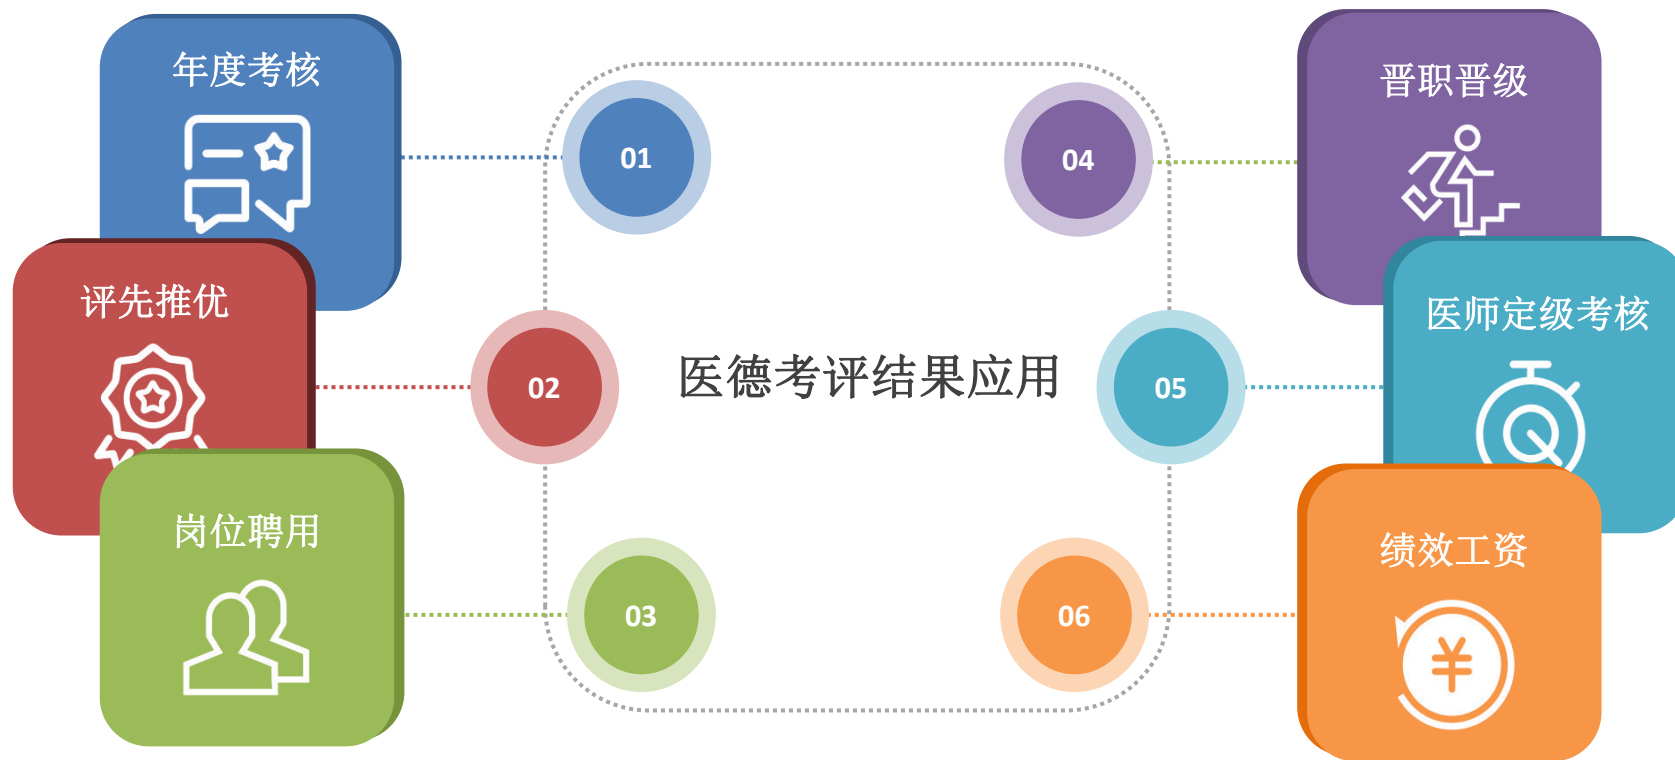 年度考核
01
评先推优
02
岗位聘用
03
医德考评结果应用
晋职晋级
04
医师定级考核
05
绩效工资
06
¥